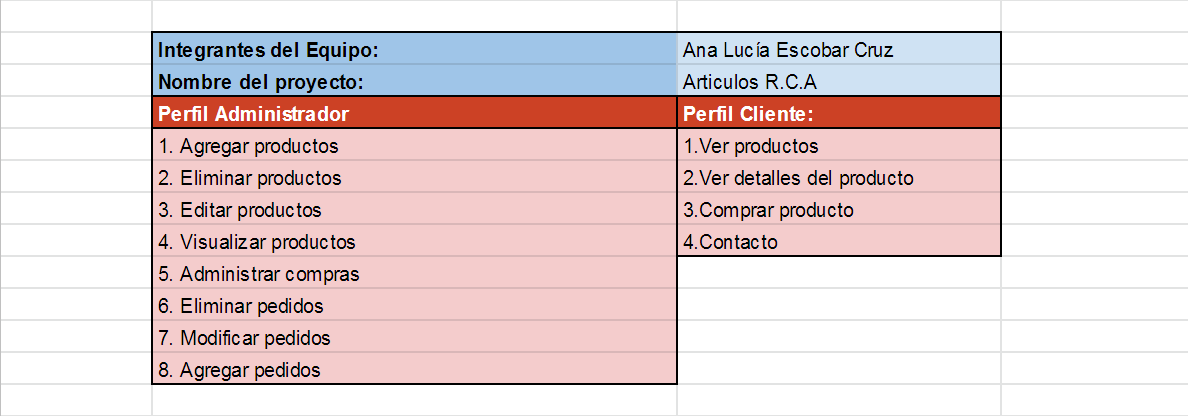 Integrantes del Equipo: Ana Lucía Escobar Cruz
Nombre del proyecto: Articulos R.C.A
Perfil Administrador Perfil Cliente:
1. Agregar productos 1.Ver productos
2. Eliminar productos 2.Ver detalles del producto
3. Editar productos 3.Comprar producto
4. Visualizar productos 4.Contacto
5. Administrar compras
6. Eliminar pedidos
7. Modificar pedidos
8. Agregar pedidos